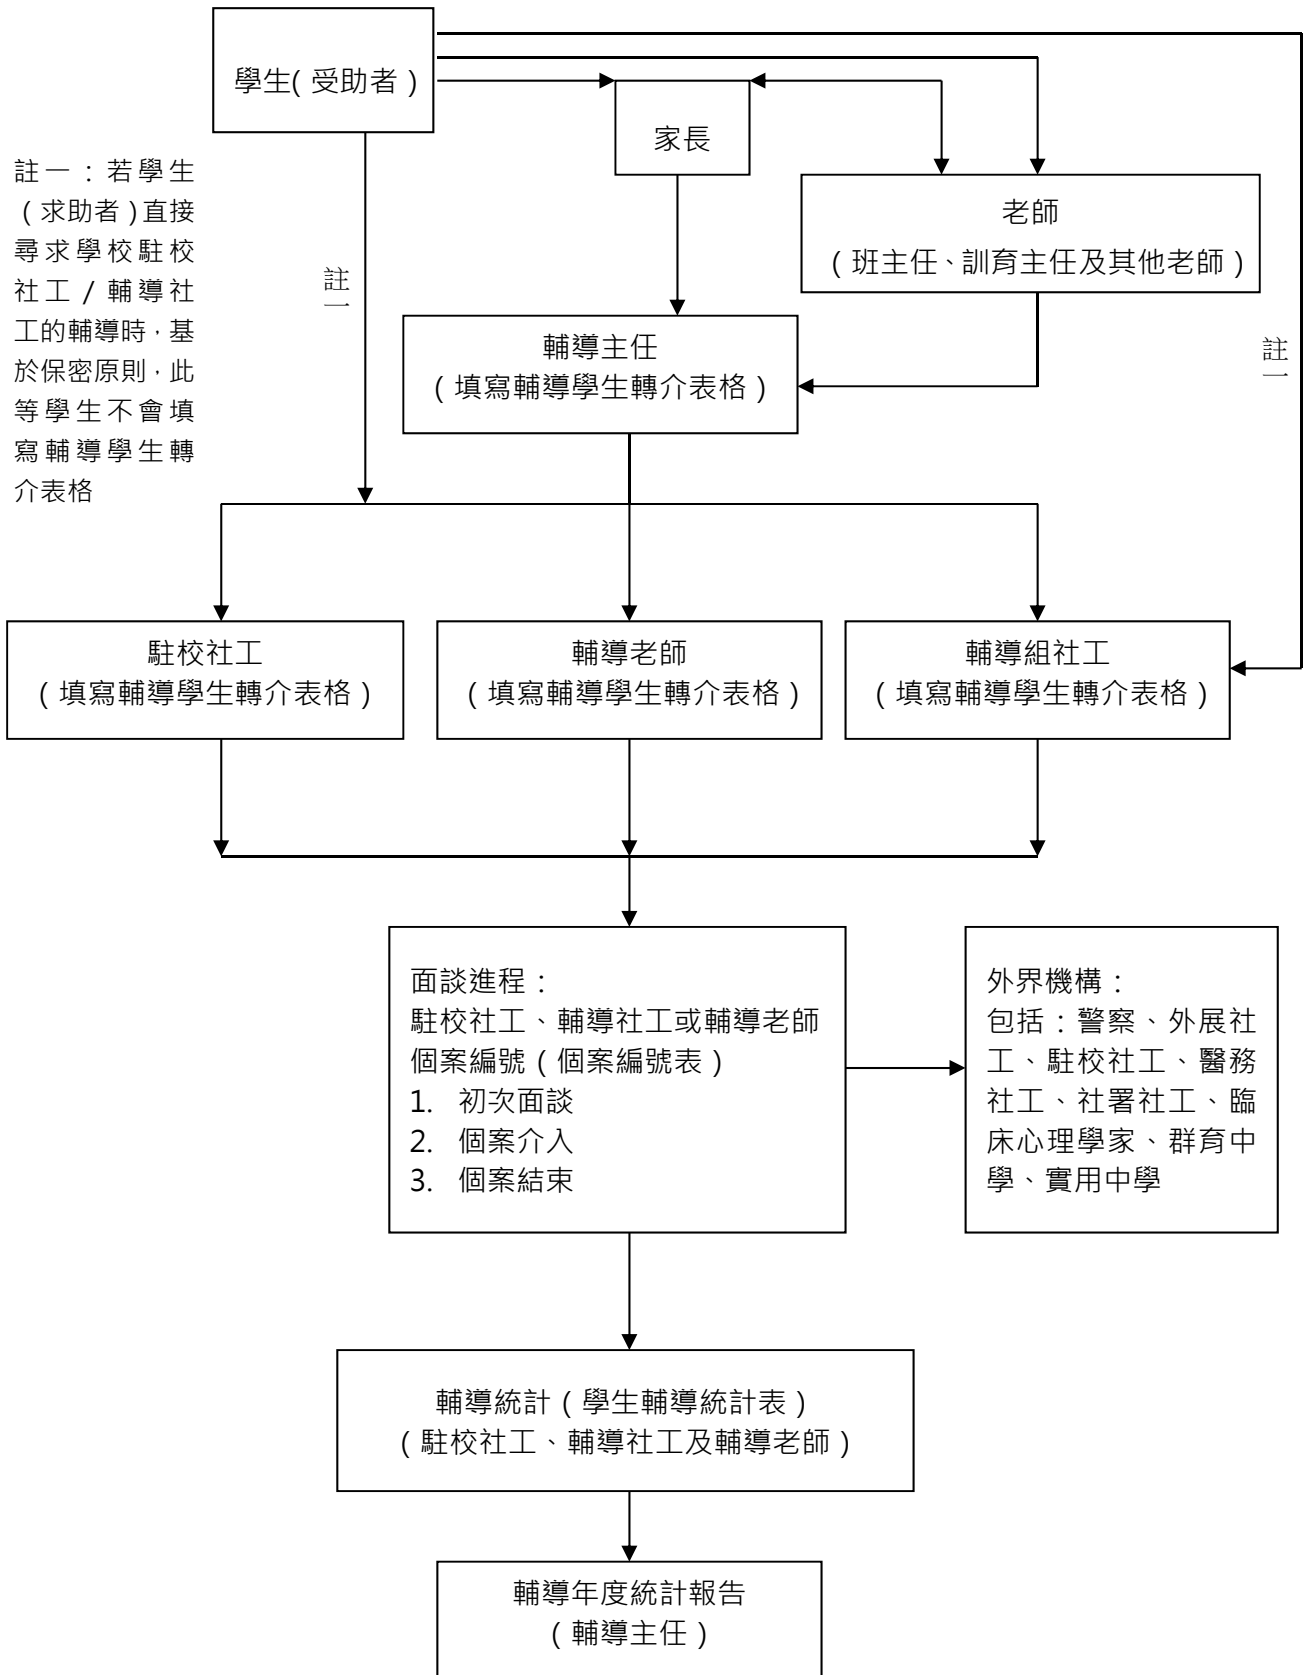 學生( 受助者 )
家長
註一：若學生
( 求助者 )直接
尋求學校駐校
社工 / 輔導社
工的輔導時，基
於保密原則，此
等學生不會填
寫輔導學生轉
介表格
註一
老師
( 班主任、訓育主任及其他老師 )
輔導主任
( 填寫輔導學生轉介表格 )
註一
駐校社工
( 填寫輔導學生轉介表格 )
輔導老師
( 填寫輔導學生轉介表格 )
輔導組社工
( 填寫輔導學生轉介表格 )
面談進程：
駐校社工、輔導社工或輔導老師
個案編號 ( 個案編號表 )
1. 初次面談
2. 個案介入
3. 個案結束
外界機構：
包括：警察、外展社
工、駐校社工、醫務
社工、社署社工、臨
床心理學家、群育中
學、實用中學
輔導統計 ( 學生輔導統計表 )
( 駐校社工、輔導社工及輔導老師 )
輔導年度統計報告
( 輔導主任 )